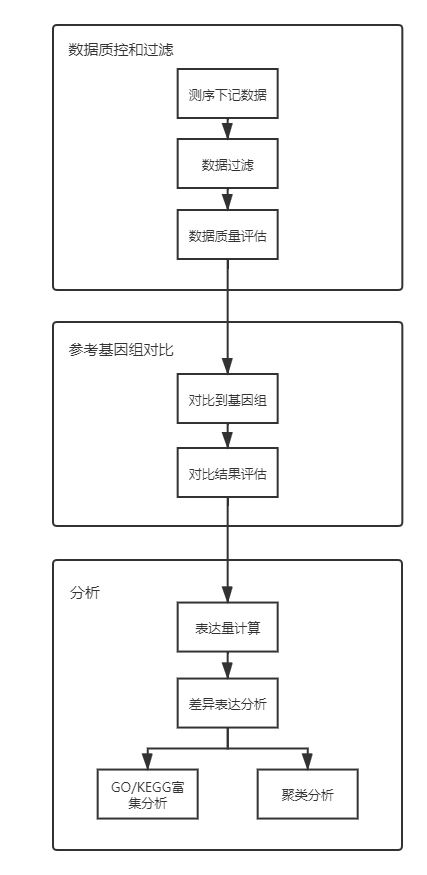 数据质控和过滤
测序下记数据
数据过滤
数据质量评估
参考基因组对比
对比到基因组
对比结果评估
分析
表达量计算
差异表达分析
GO/KEGG富
集分析
聚类分析